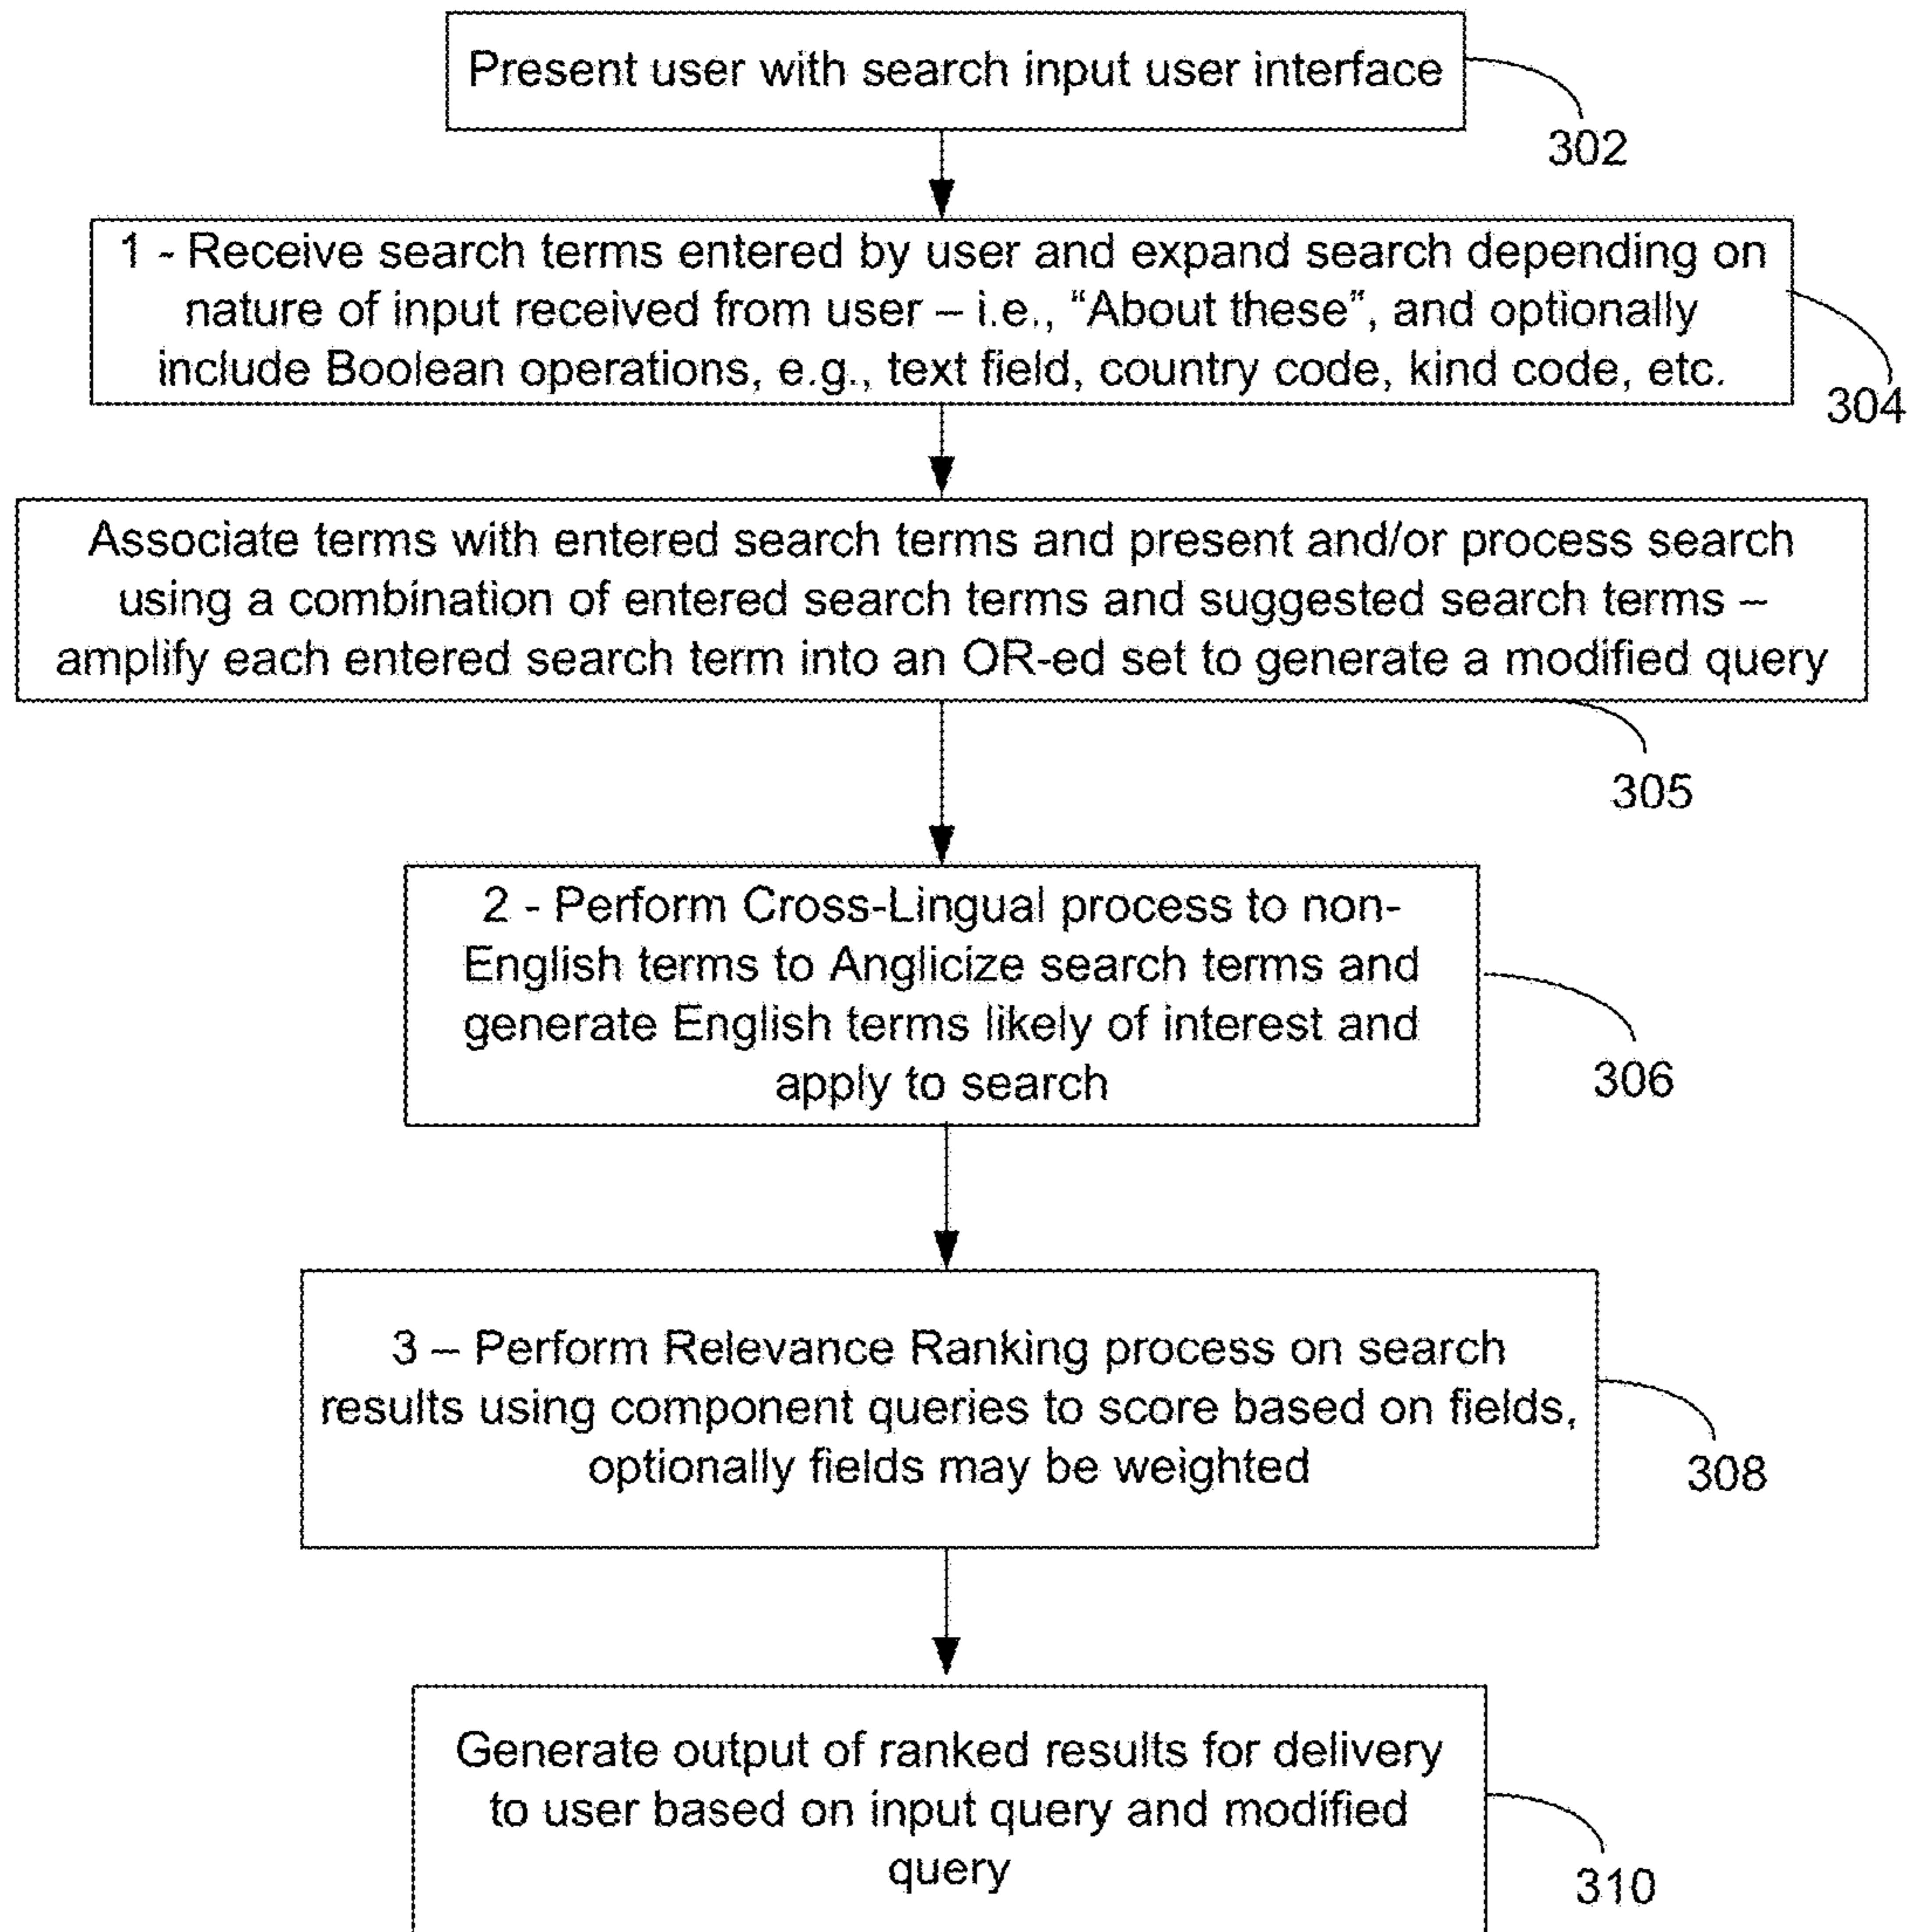 Present user with search input user interface
302
1 - Receive search terms entered by user and expand search depending on
nature of input received from user – i.e., “About these”, and optionally
include Boolean operations, e.g., text field, country code, kind code, etc.
304
Associate terms with entered search terms and present and/or process search
using a combination of entered search terms and suggested search terms –
amplify each entered search term into an OR-ed set to generate a modified query
305
2 - Perform Cross-Lingual process to non-
English terms to Anglicize search terms and
generate English terms likely of interest and
apply to search
306
3 – Perform Relevance Ranking process on search
results using component queries to score based on fields,
optionally fields may be weighted
308
Generate output of ranked results for delivery
to user based on input query and modified
query
310